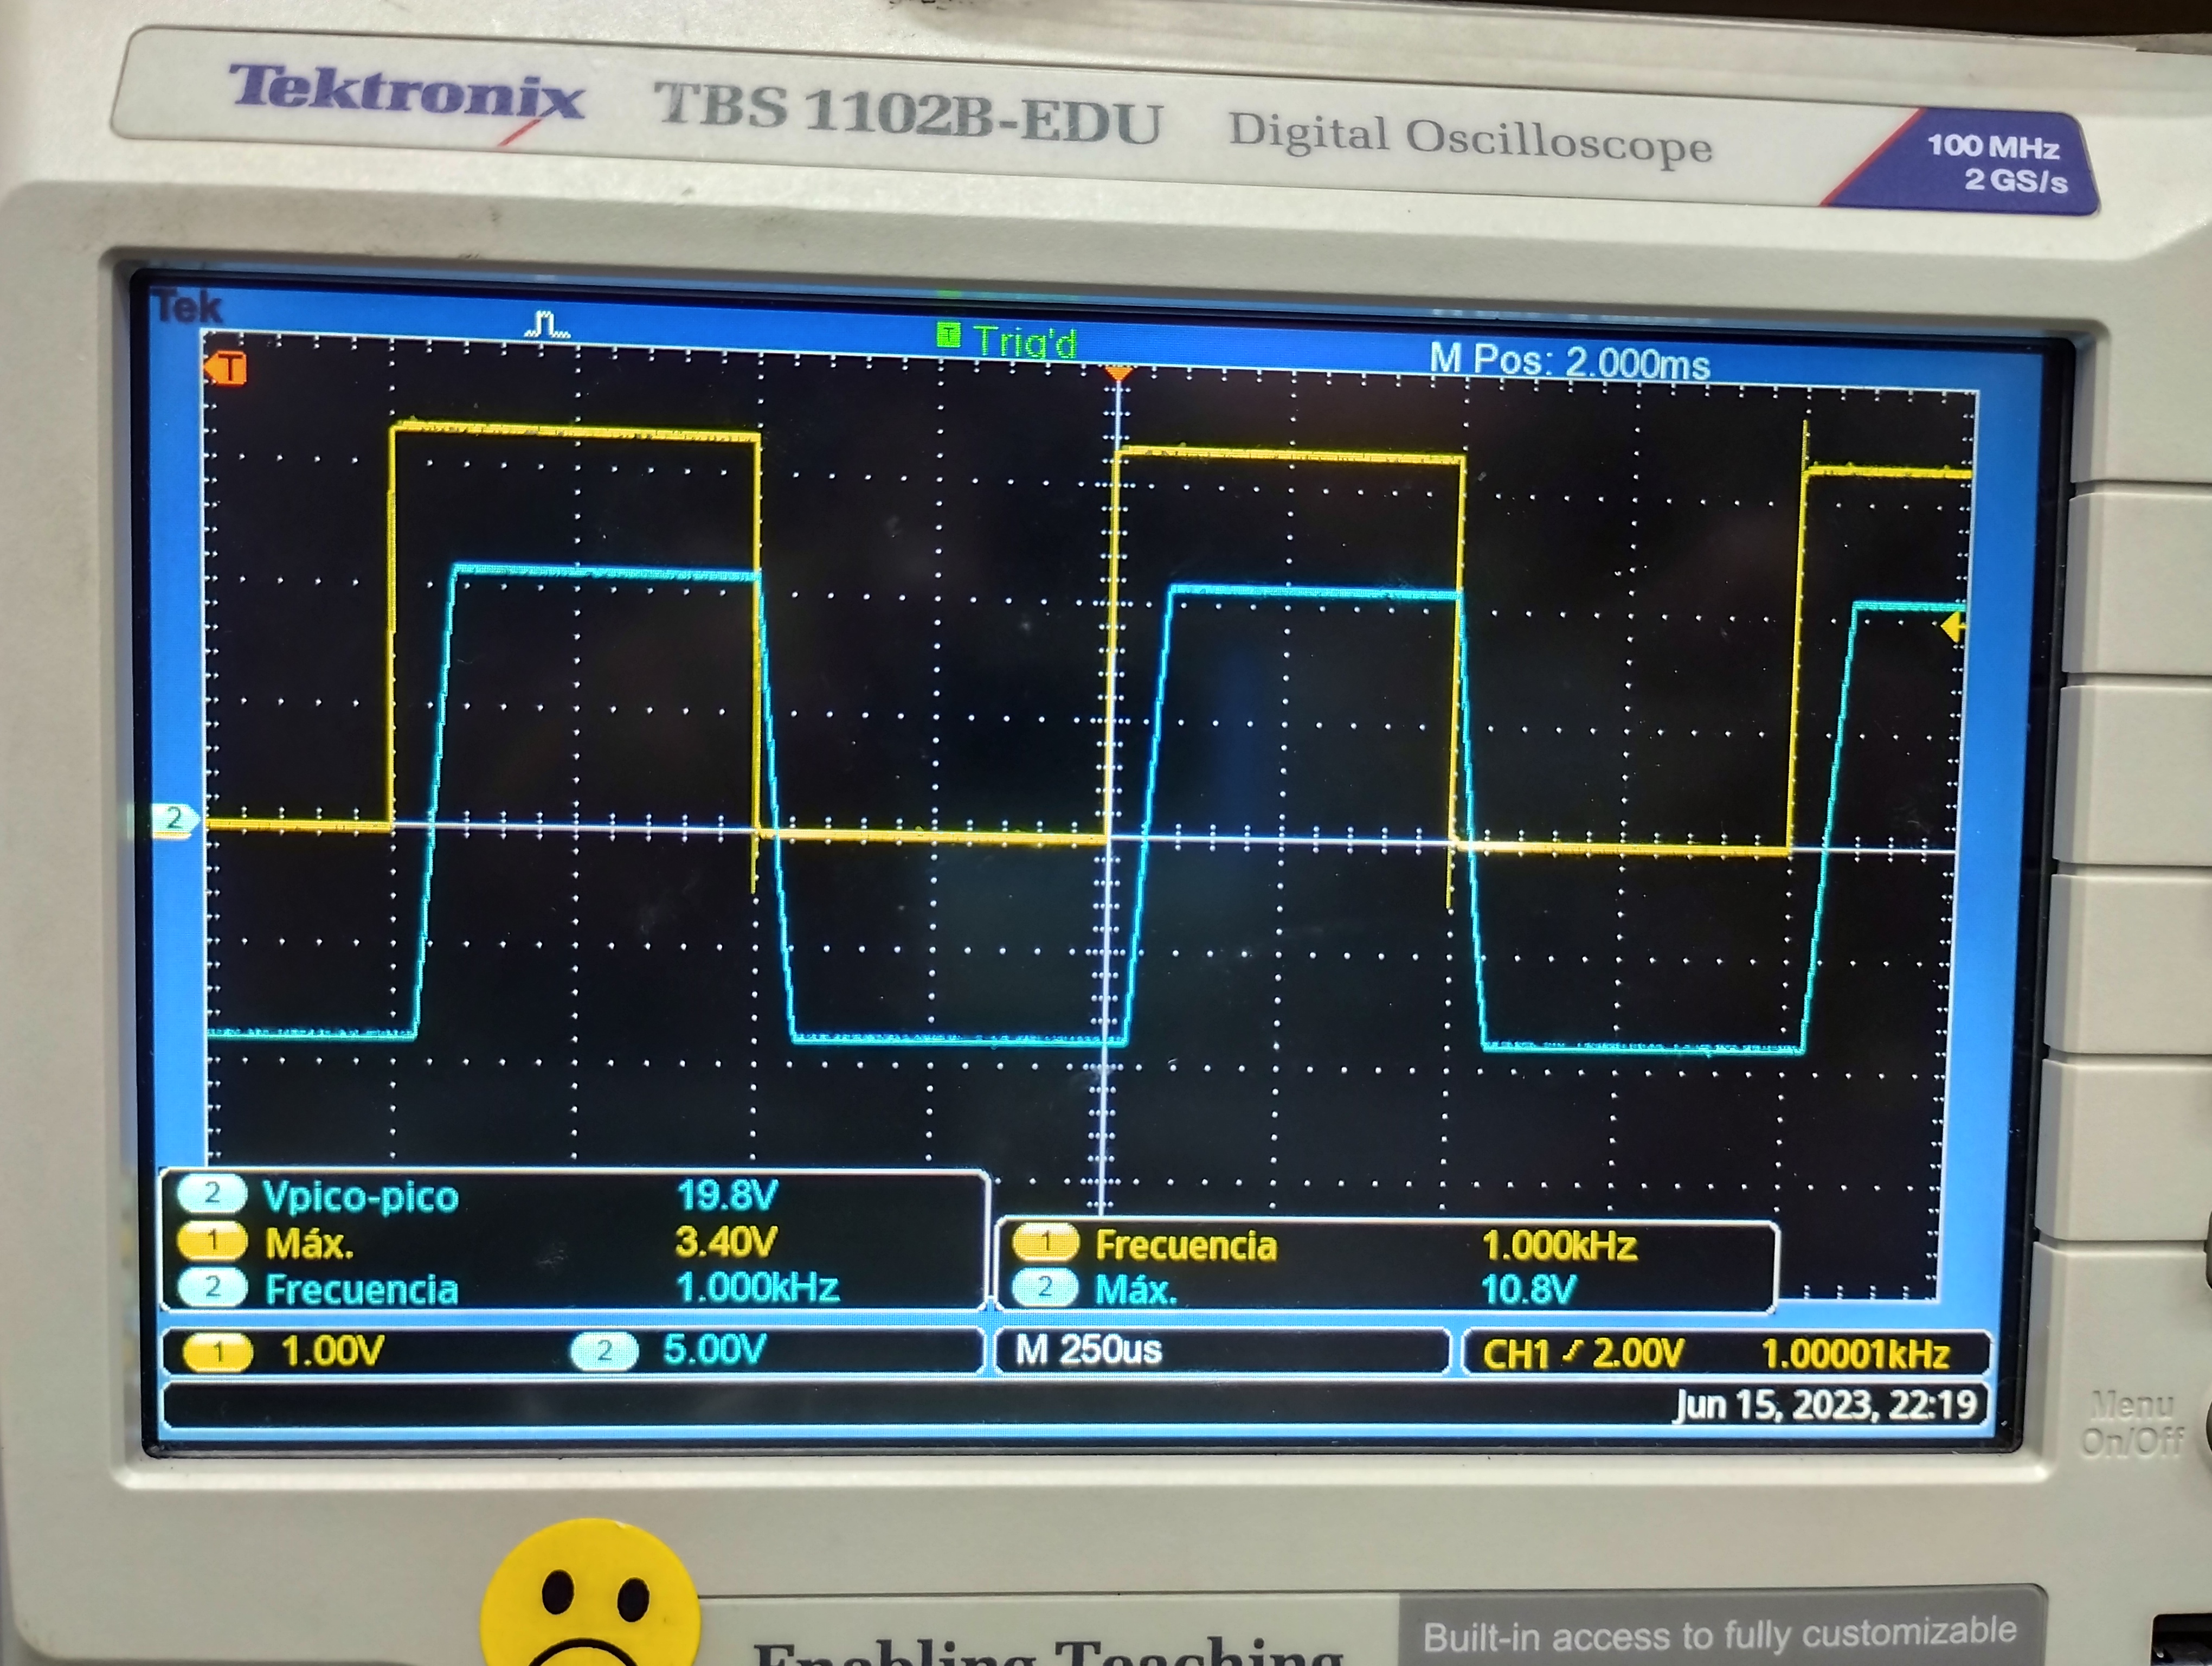 Tektronix TBS 1102B-EDU Digital Oscilloscope 100 MHz
2 GS/s
Tek T Trig'd M Pos: 2.000ms
T
2
2 Vpico-pico 19.8V
1 Máx. 3.40V
2 Frecuencia 1.000kHz
1 Frecuencia 1.000kHz
2 Máx. 10.8V
1 1.00V 2 5.00V M 250us CH1 2.00V 1.00001kHz
Jun 15, 2023, 22:19
Menu
On/Off
Enabling Teaching
Built-in access to fully customizable